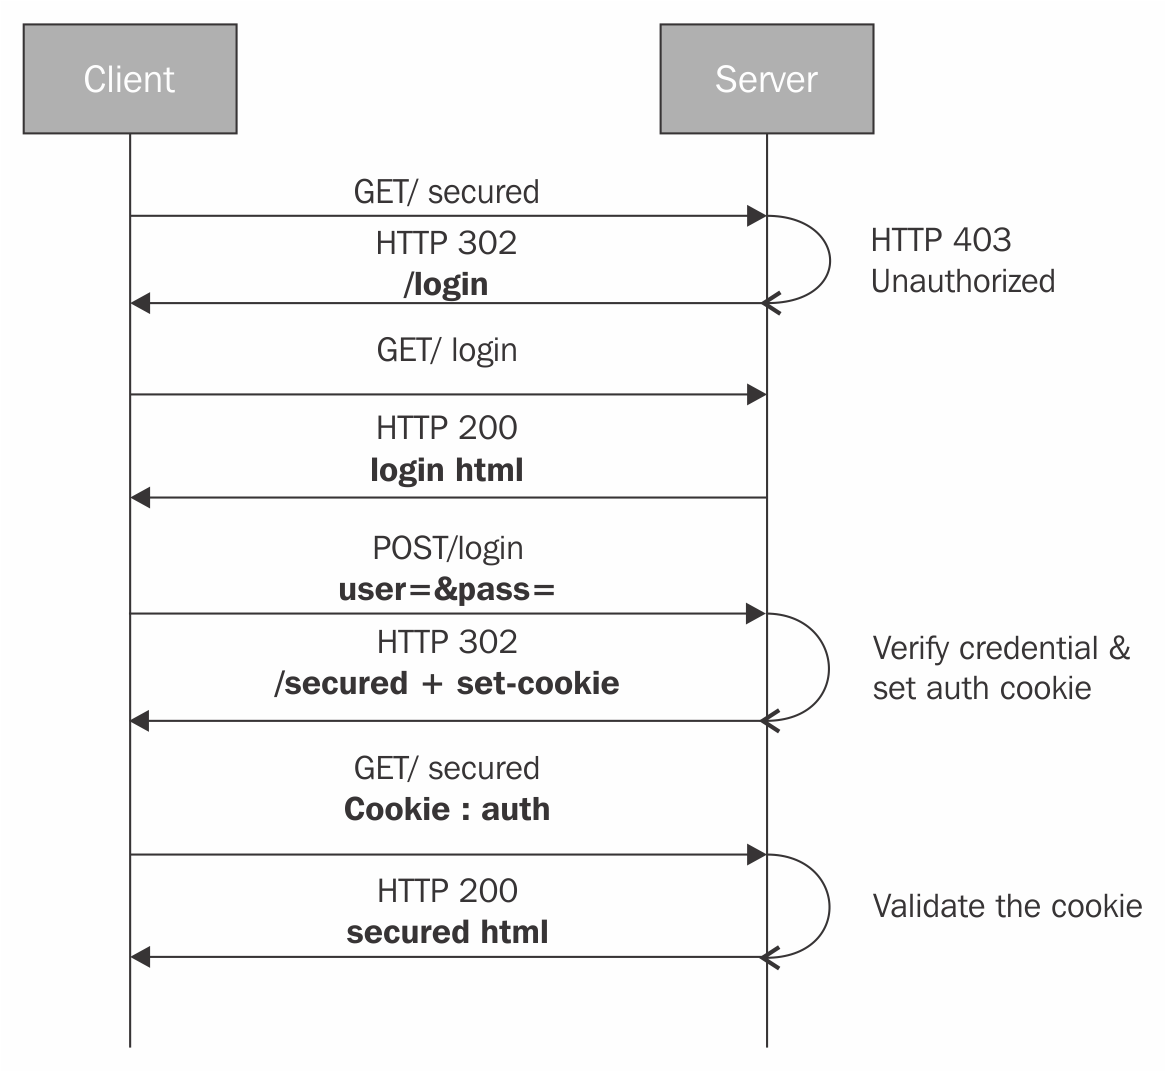 Client
Server
GET/ secured
HTTP 302
/login
HTTP 403
Unauthorized
GET/ login
HTTP 200
login html
POST/login
user=&pass=
HTTP 302
/secured + set-cookie
Verify credential &
set auth cookie
GET/ secured
Cookie : auth
HTTP 200
secured html
Validate the cookie